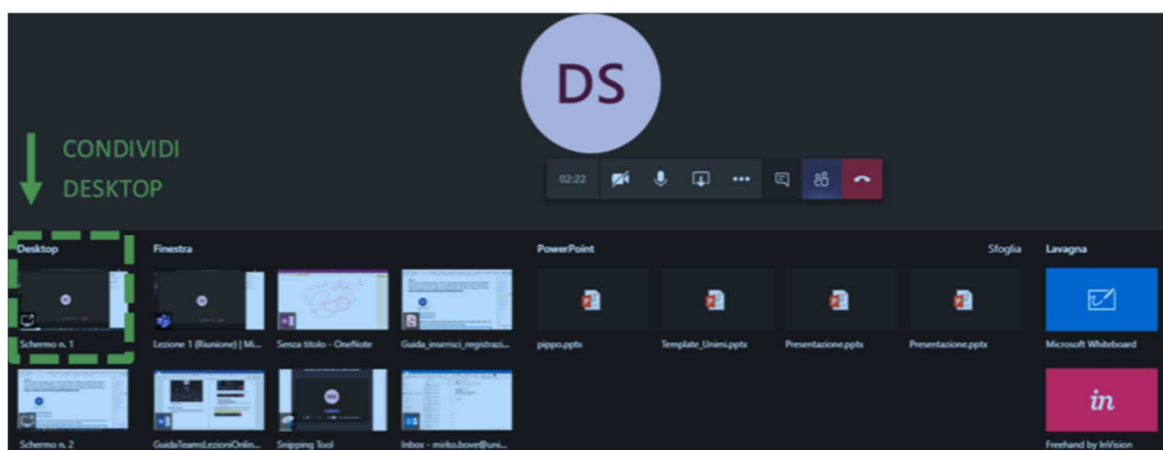 DS
CONDIVIDI
DESKTOP
02:22
Desktop
Finestra
PowerPoint
Sfoglia
Lavagna
Schermo n. 1
Lezione 1 (Riunione) | Mi...
Senza titolo - OneNote
Guida_inserisci_registrazi...
pippo.pptx
Template_Unimi.pptx
Presentazione.pptx
Presentazione.pptx
Microsoft Whiteboard
in
Schermo n. 2
GuidaTeamsLezioniOnlin...
Snipping Tool
Inbox - mirko.bove@uni...
Freehand by InVision